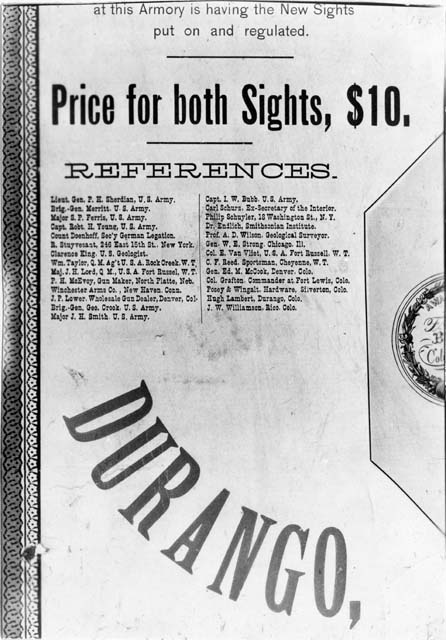 at this Armory is having the New Sights
put on and regulated.
Price for both Sights, $10.
REFERENCES.
Lieut. Gen. P. H. Sherdian, U. S. Army.
Brig.-Gen. Merritt. U. S. Army.
Major S. P. Ferris, U. S. Army.
Capt. Robt. H. Young, U. S. Army.
Count Doenhoff, Sec'y German Legation.
R. Stuyvesant, 246 East 15th St. New York.
Clarence King. U. S. Geologist.
Wm. Taylor, Q. M. Ag't U. S. A. Rock Creek. W. T.
Maj. J. H. Lord, Q. M., U. S. A. Fort Russel, W. T.
P. H. McEvoy, Gun Maker, North Platte, Neb.
Winchester Arms Co., New Haven. Conn.
J. P. Lower. Wholesale Gun Dealer, Denver, Col.
Brig.-Gen. Geo. Crook. U. S. Army.
Major J. H. Smith. U. S. Army.
Capt. I. W. Bubb. U. S. Army.
Carl Schurz. Ex-Secretary of the Interior.
Philip Schuyler, 18 Washington St., N. Y.
Dr. Endlich, Smithsonian Institute.
Prof. A. D. Wilson. Geological Surveyor.
Gen. W. E. Strong. Chicago. Ill.
Col. E. Van Vliet, U. S. A. Fort Russell. W. T.
C. F. Reed. Sportsman, Cheyenne, W. T.
Gen. Ed. M. McCook, Denver. Colo.
Col. Grafton. Commander at Fort Lewis, Colo.
Posey & Wingalt. Hardware, Silverton, Colo.
Hugh Lambert, Durango, Colo.
J. W. Williamson, Rico. Colo.
DURANGO,